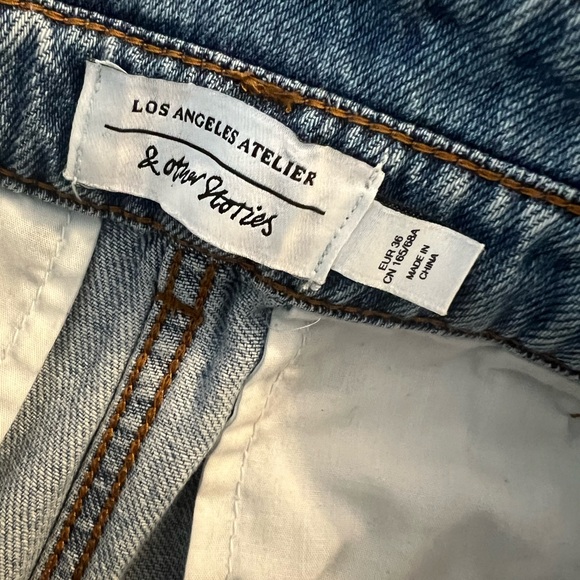 LOS ANGELES ATELIER
& other Stories
EUR 36
CN 165/68A
MADE IN
CHINA